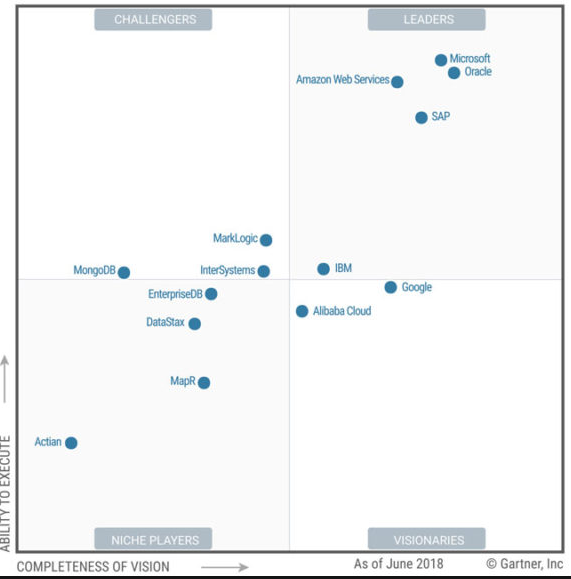 CHALLENGERS
LEADERS
Microsoft
Oracle
Amazon Web Services
SAP
MarkLogic
MongoDB
InterSystems
IBM
EnterpriseDB
Google
DataStax
Alibaba Cloud
MapR
Actian
ABILITY TO EXECUTE
NICHE PLAYERS
VISIONARIES
COMPLETENESS OF VISION
As of June 2018
© Gartner, Inc